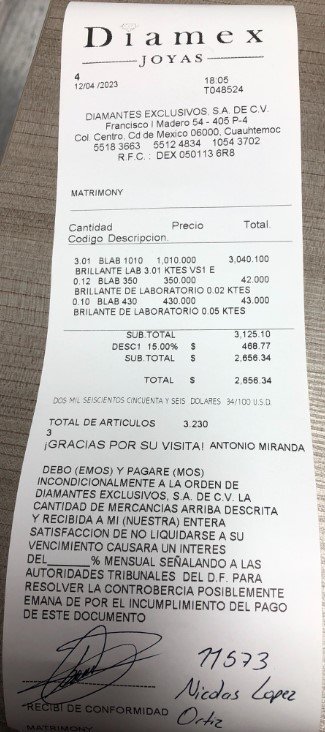 Diamex
JOYAS
4
12/04 /2023 18:05
T048524
DIAMANTES EXCLUSIVOS, S.A. DE C.V.
Francisco I Madero 54 - 405 P-4
Col. Centro, Cd de Mexico 06000, Cuauhtemoc
5518 3663 5512 4834 1054 3702
R.F.C. : DEX 050113 6R8
MATRIMONY
Cantidad Precio Total.
Codigo Descripcion.
3.01 BLAB 1010 1,010.000 3,040.100
BRILLANTE LAB 3.01 KTES VS1 E
0.12 BLAB 350 350.000 42.000
BRILLANTES DE LABORATORIO 0.02 KTES
0.10 BLAB 430 430.000 43.000
BRILANTE DE LABORATORIO 0.05 KTES
SUB.TOTAL 3,125.10
DESC1 15.00% $ 468.77
SUB.TOTAL $ 2,656.34
TOTAL $ 2,656.34
DOS MIL SEISCIENTOS CINCUENTA Y SEIS DOLARES 34/100 U.S.D.
TOTAL DE ARTICULOS 3.230
3
¡GRACIAS POR SU VISITA! ANTONIO MIRANDA
DEBO (EMOS) Y PAGARE (MOS)
INCONDICIONALMENTE A LA ORDEN DE
DIAMANTES EXCLUSIVOS, S.A. DE C.V. LA
CANTIDAD DE MERCANCIAS ARRIBA DESCRITA
Y RECIBIDA A MI (NUESTRA) ENTERA
SATISFACCION DE NO LIQUIDARSE A SU
VENCIMIENTO CAUSARA UN INTERES
DEL______% MENSUAL SEÑALANDO A LAS
AUTORIDADES TRIBUNALES DEL D.F. PARA
RESOLVER LA CONTROBERCIA POSIBLEMENTE
EMANA DE POR EL INCUMPLIMIENTO DEL PAGO
DE ESTE DOCUMENTO
11573
Nicolas Lopez
RECIBI DE CONFORMIDAD Ortiz
MATRIMONY